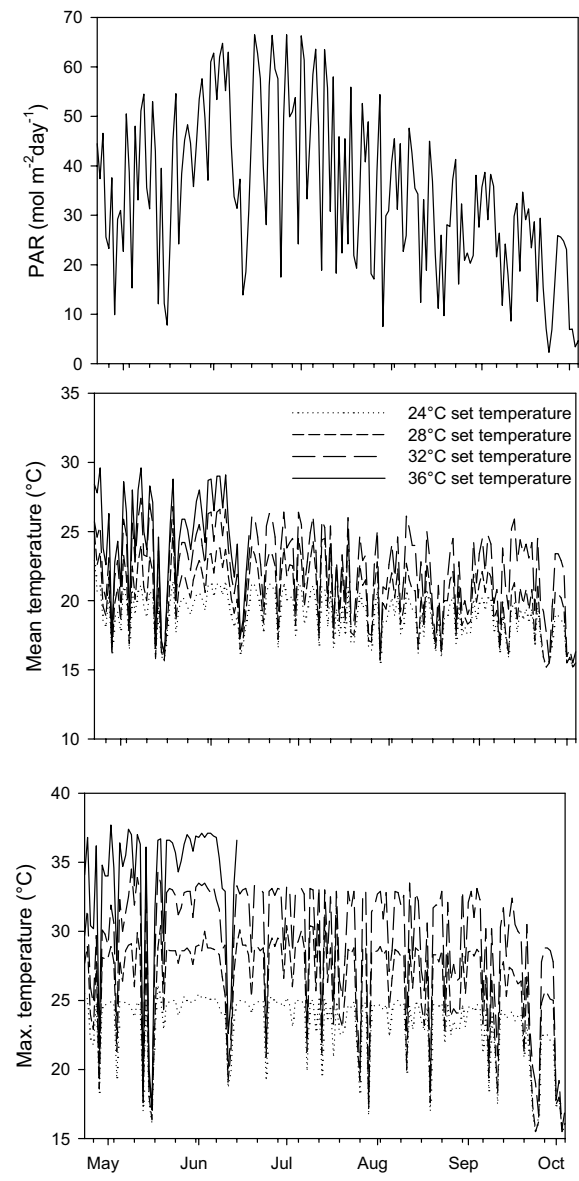 70
60
50
40
30
20
10
0
PAR (mol m⁻²day⁻¹)
35
30
25
20
15
10
Mean temperature (°C)
24°C set temperature
28°C set temperature
32°C set temperature
36°C set temperature
40
35
30
25
20
15
Max. temperature (°C)
May Jun Jul Aug Sep Oct